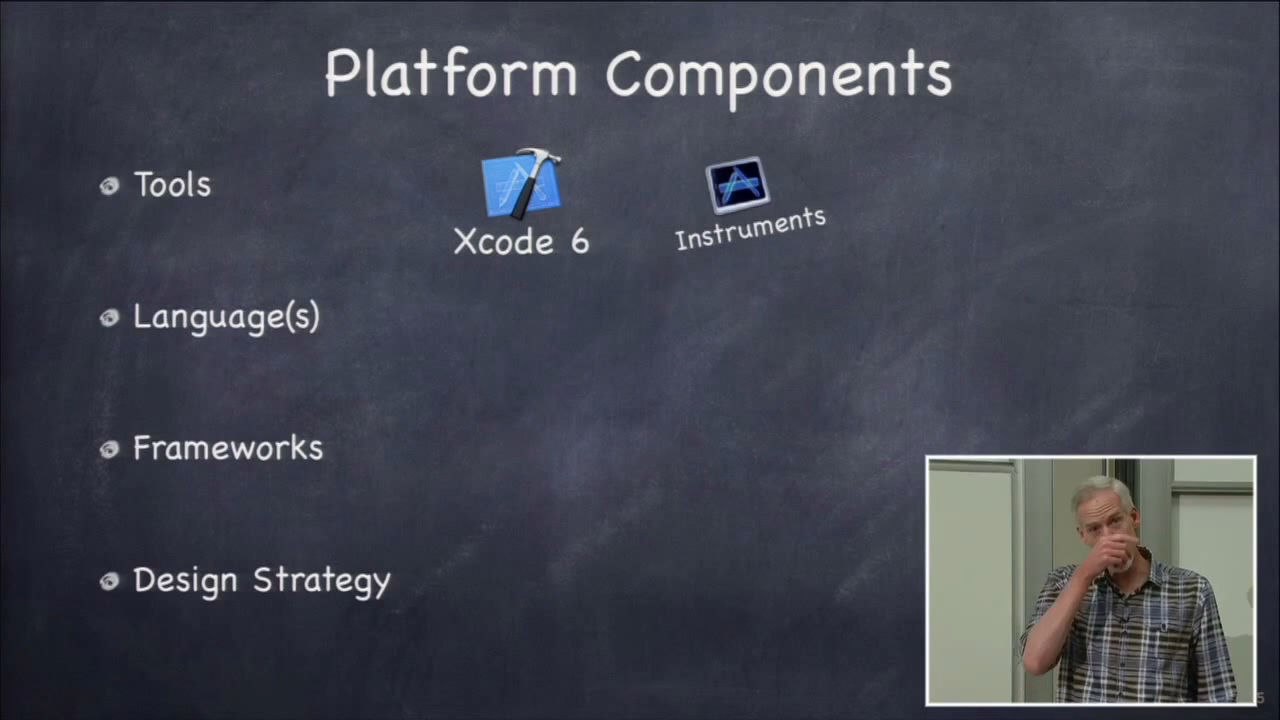 Platform Components
Tools
Xcode 6
Instruments
Language(s)
Frameworks
Design Strategy